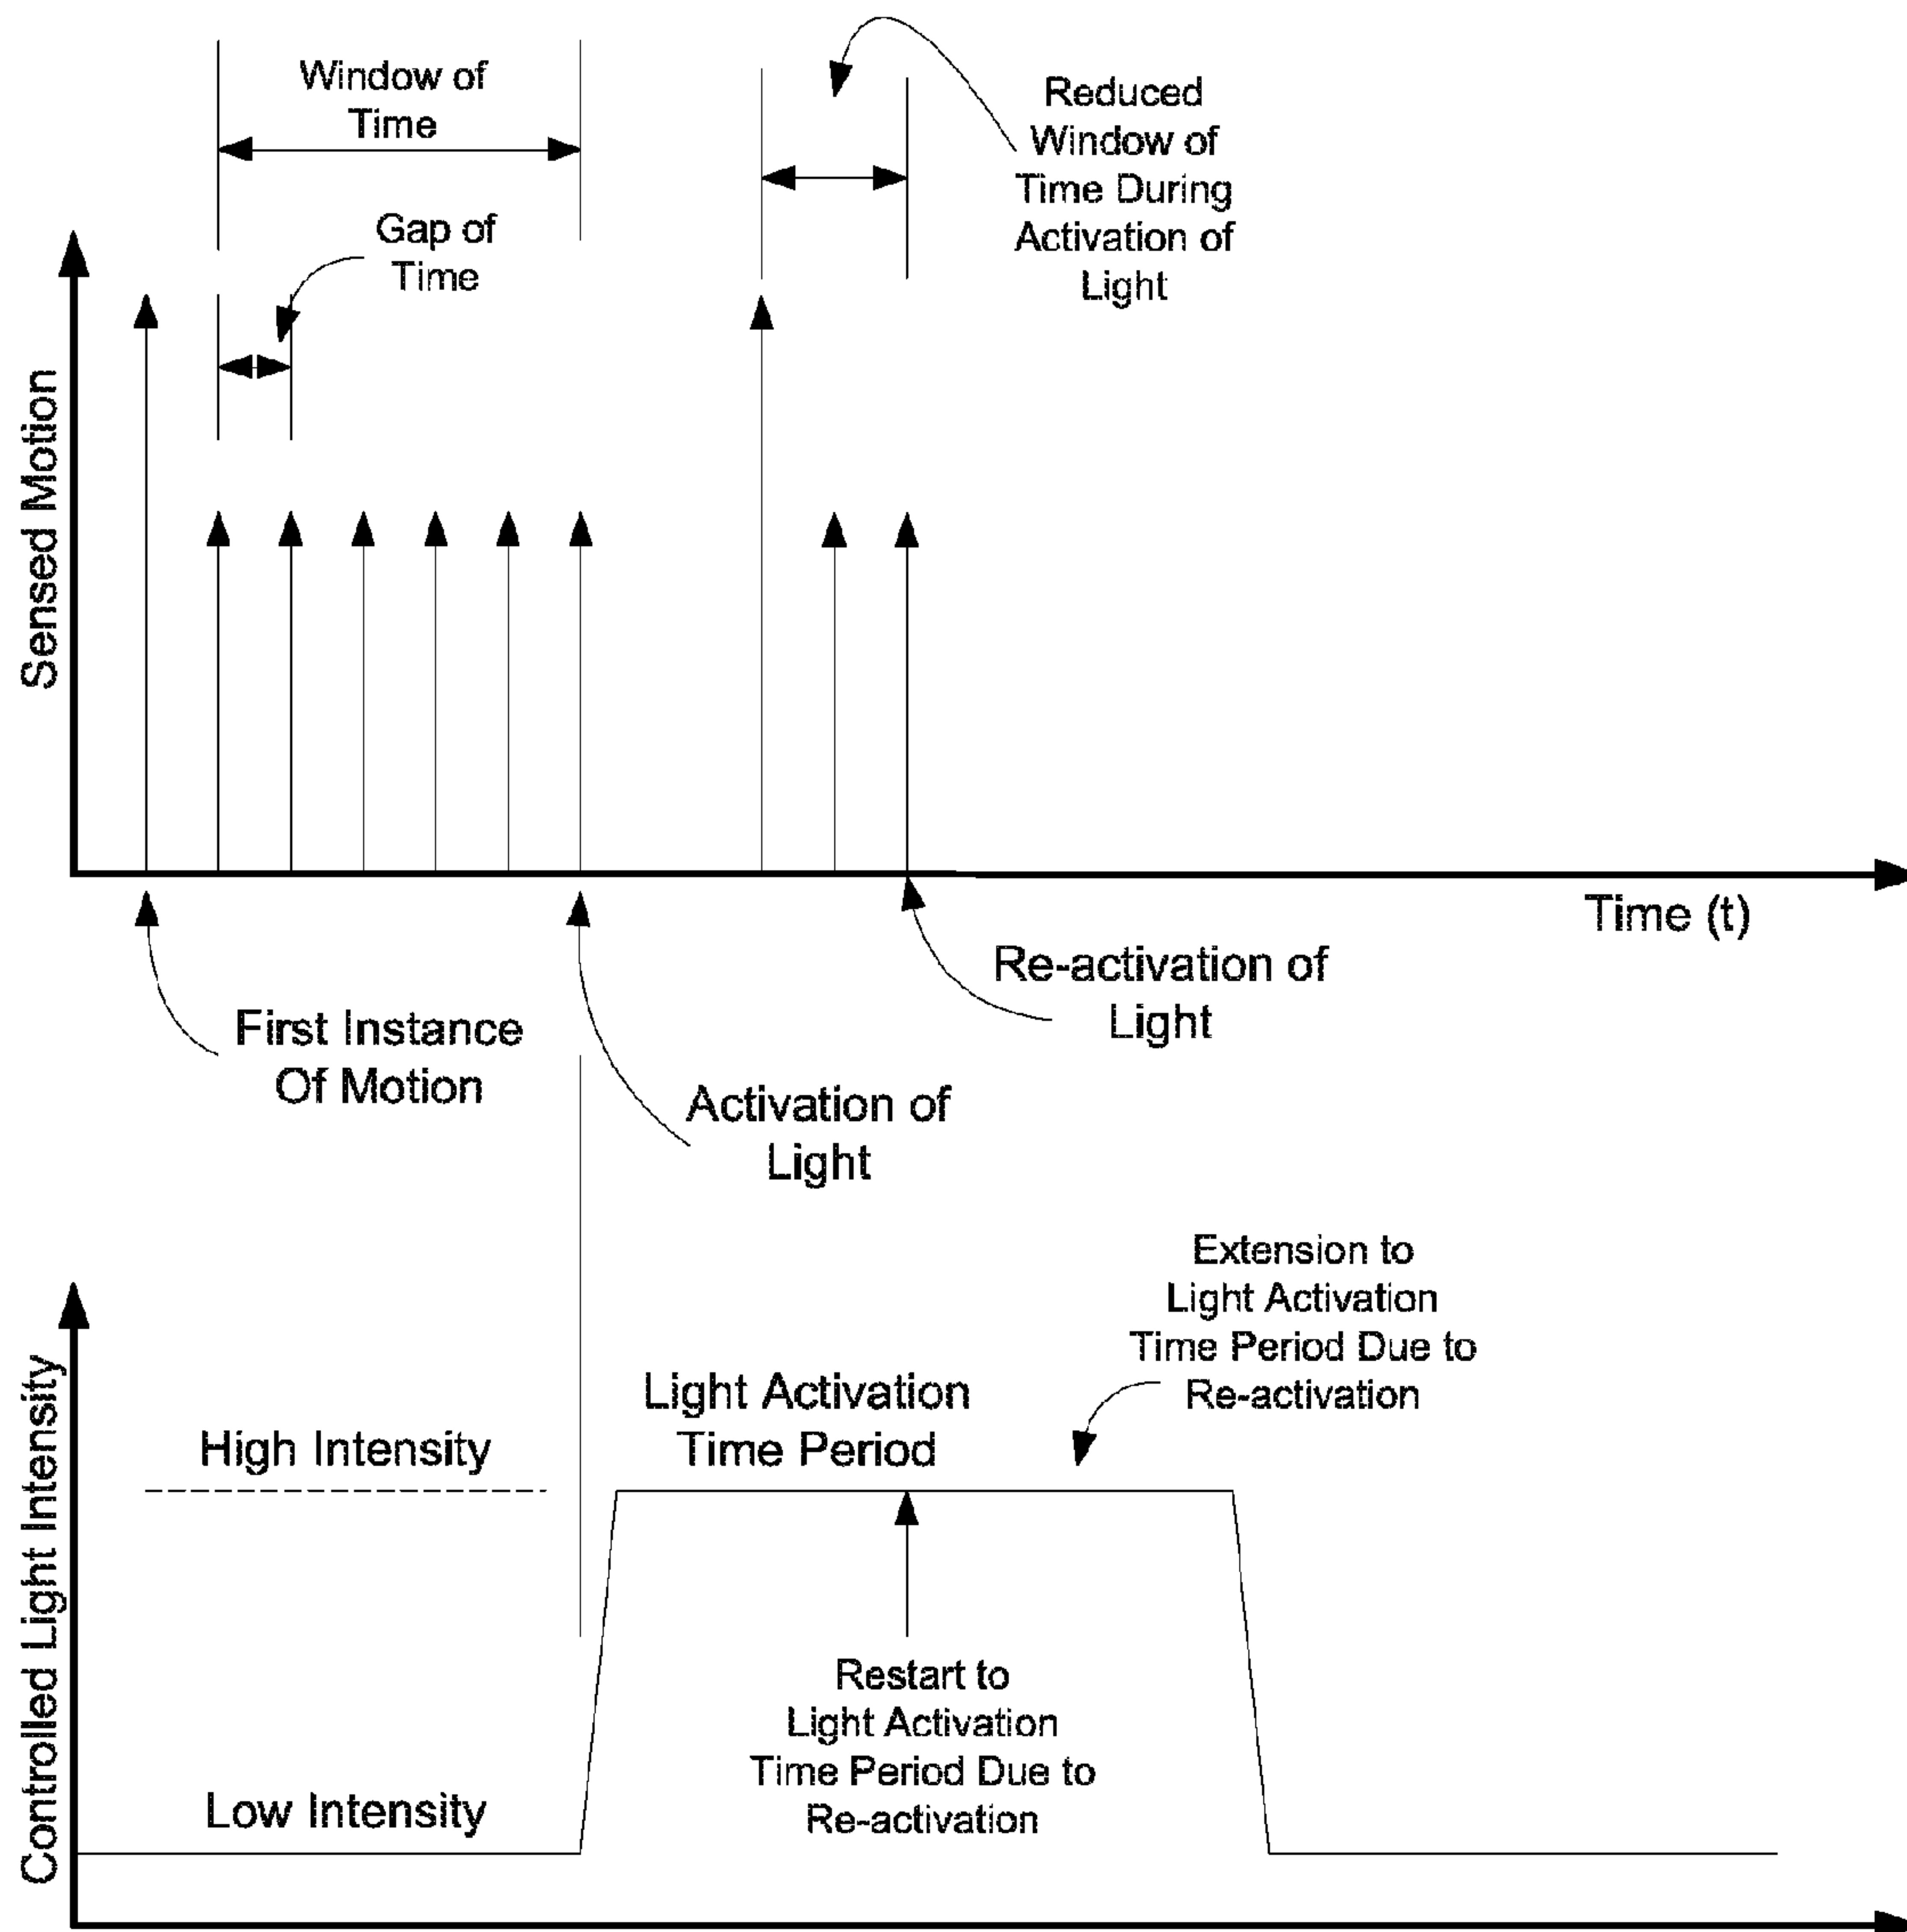 Window of
Time
Reduced
Window of
Time During
Activation of
Light
Gap of
Time
Sensed Motion
Time (t)
Re-activation of
Light
First Instance
Of Motion
Activation of
Light
Extension to
Light Activation
Time Period Due to
Re-activation
Light Activation
Time Period
High Intensity
Controlled Light Intensity
Restart to
Light Activation
Time Period Due to
Re-activation
Low Intensity